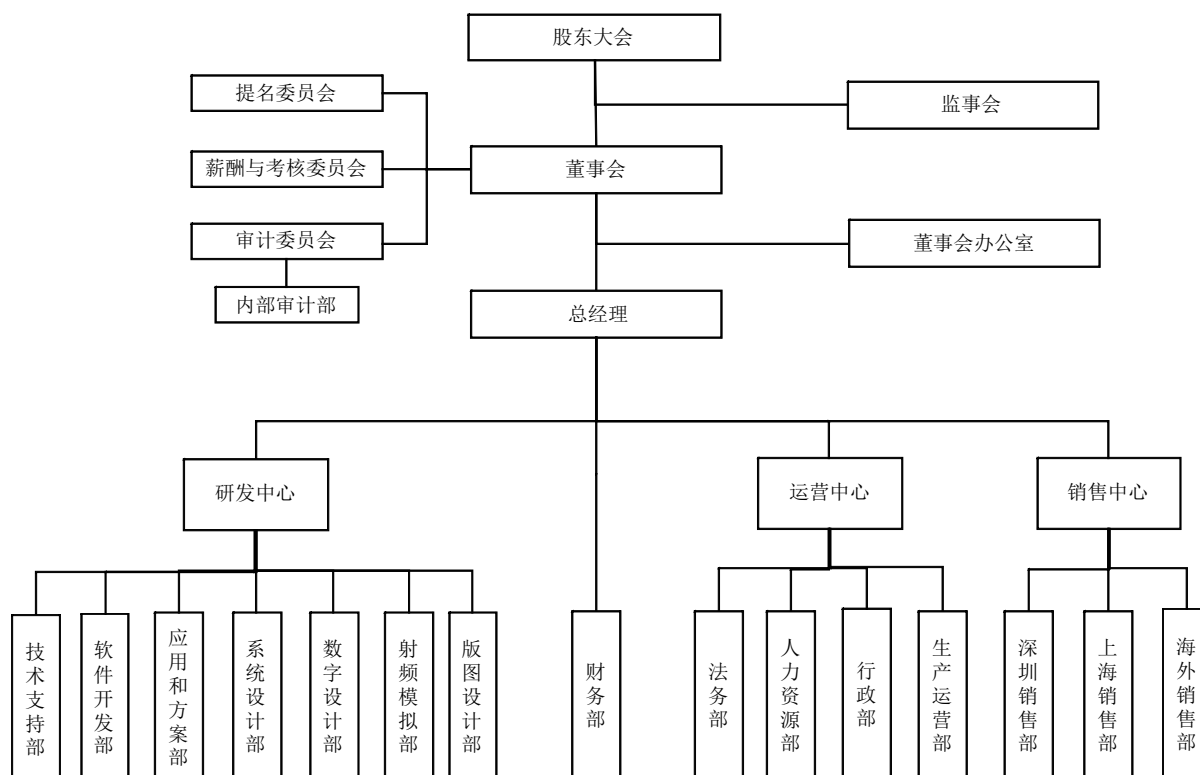 股东大会
提名委员会
监事会
薪酬与考核委员会
董事会
审计委员会
董事会办公室
内部审计部
总经理
研发中心
运营中心
销售中心
技术支持部
软件开发部
应用和方案部
系统设计部
数字设计部
射频模拟部
版图设计部
财务部
法务部
人力资源部
行政部
生产运营部
深圳销售部
上海销售部
海外销售部